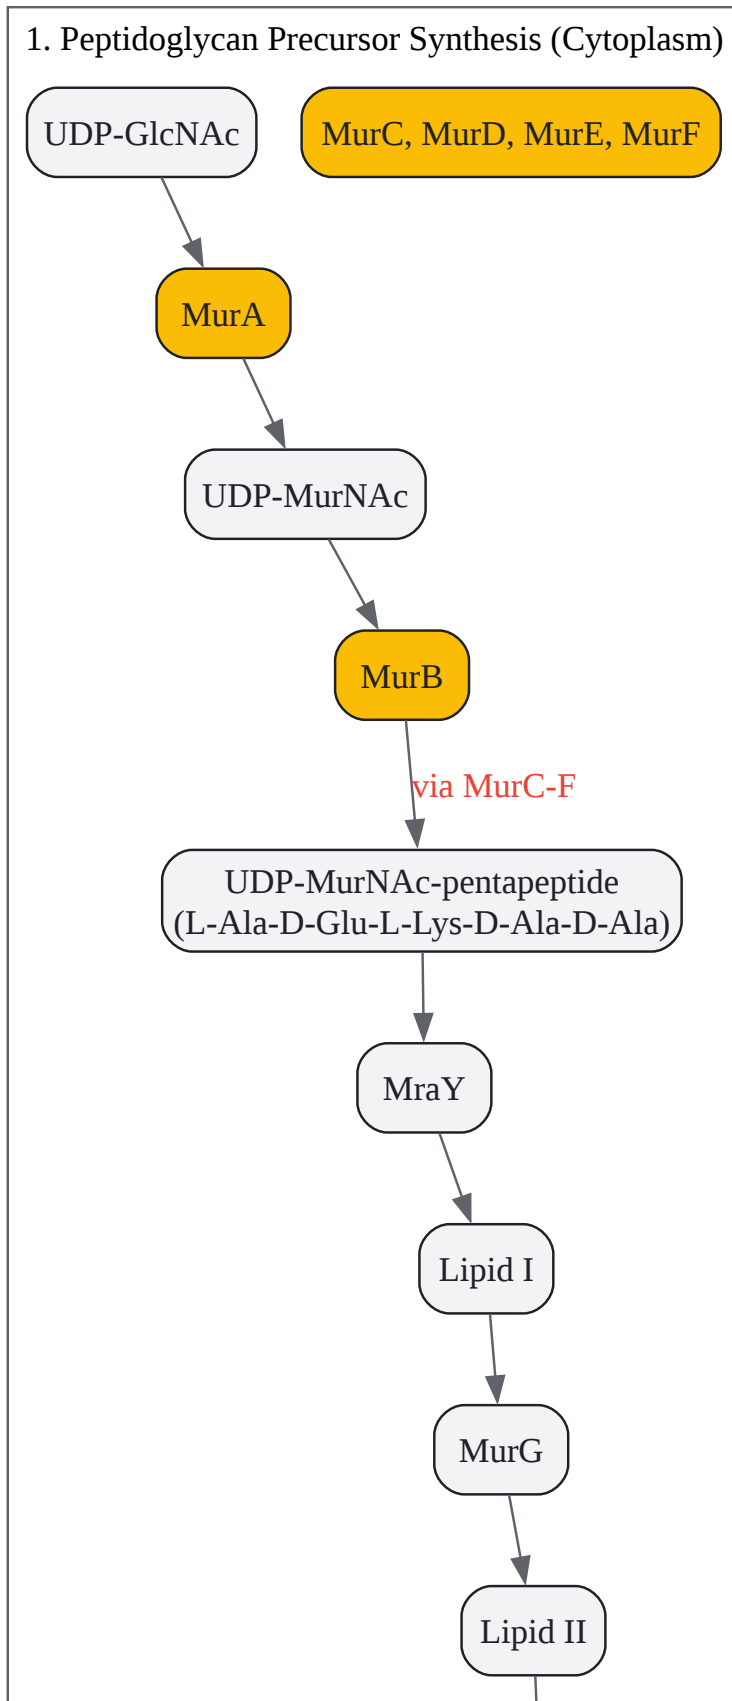 1. Peptidoglycan Precursor Synthesis (Cytoplasm)
UDP-GlcNAc
MurC, MurD, MurE, MurF
MurA
UDP-MurNAc
MurB
via MurC-F
UDP-MurNAc-pentapeptide
(L-Ala-D-Glu-L-Lys-D-Ala-D-Ala)
MraY
Lipid I
MurG
Lipid II